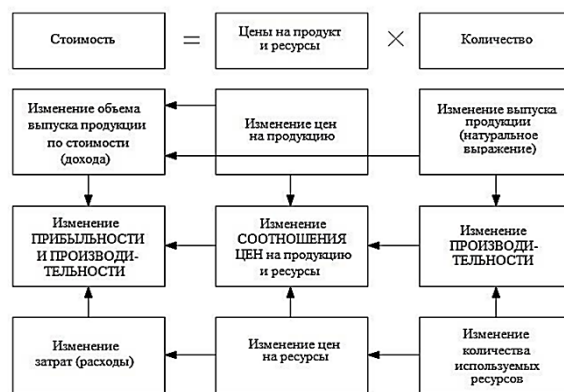 Стоимость
=
Цены на продукт
и ресурсы
×
Количество
Изменение объема
выпуска продукции
по стоимости
(дохода)
Изменение цен
на продукцию
Изменение выпуска
продукции
(натуральное
выражение)
Изменение
ПРИБЫЛЬНОСТИ
И ПРОИЗВОДИ-
ТЕЛЬНОСТИ
Изменение
СООТНОШЕНИЯ
ЦЕН на продукцию
и ресурсы
Изменение
ПРОИЗВОДИ-
ТЕЛЬНОСТИ
Изменение
затрат (расходы)
Изменение цен
на ресурсы
Изменение
количества
используемых
ресурсов